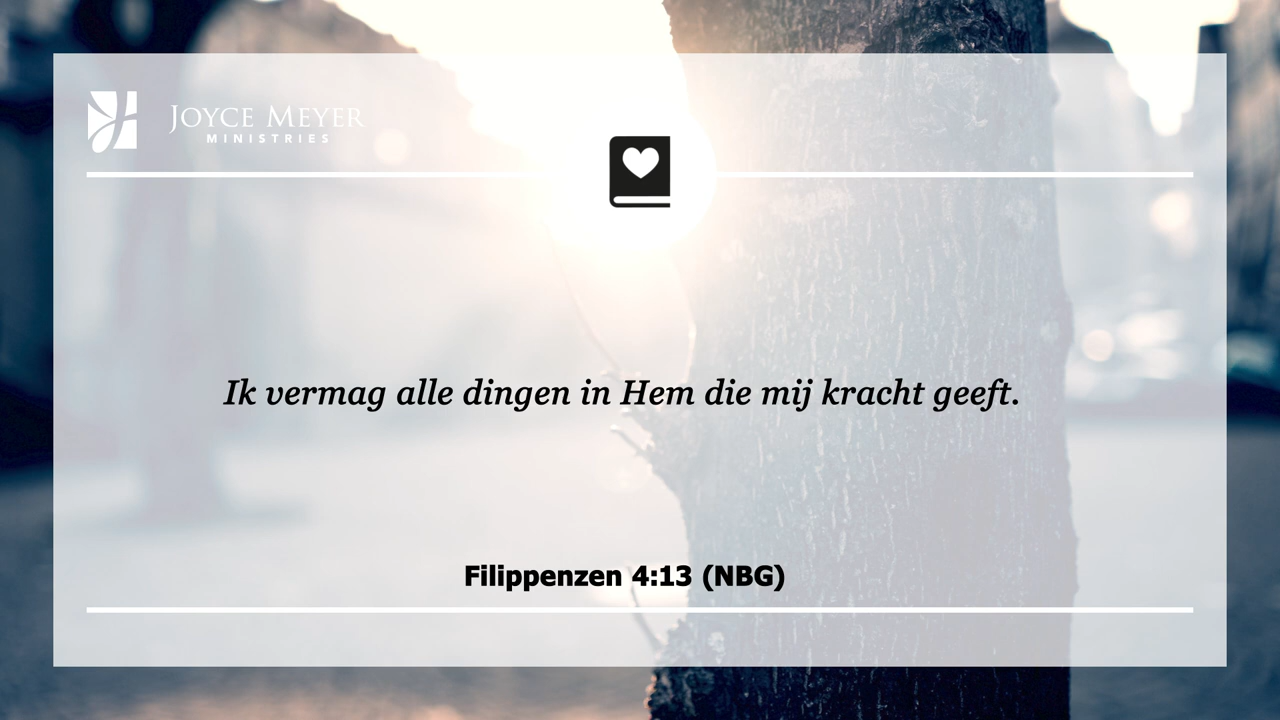 JOYCE MEYER
MINISTRIES
Ik vermag alle dingen in Hem die mij kracht geeft.
Filippenzen 4:13 (NBG)